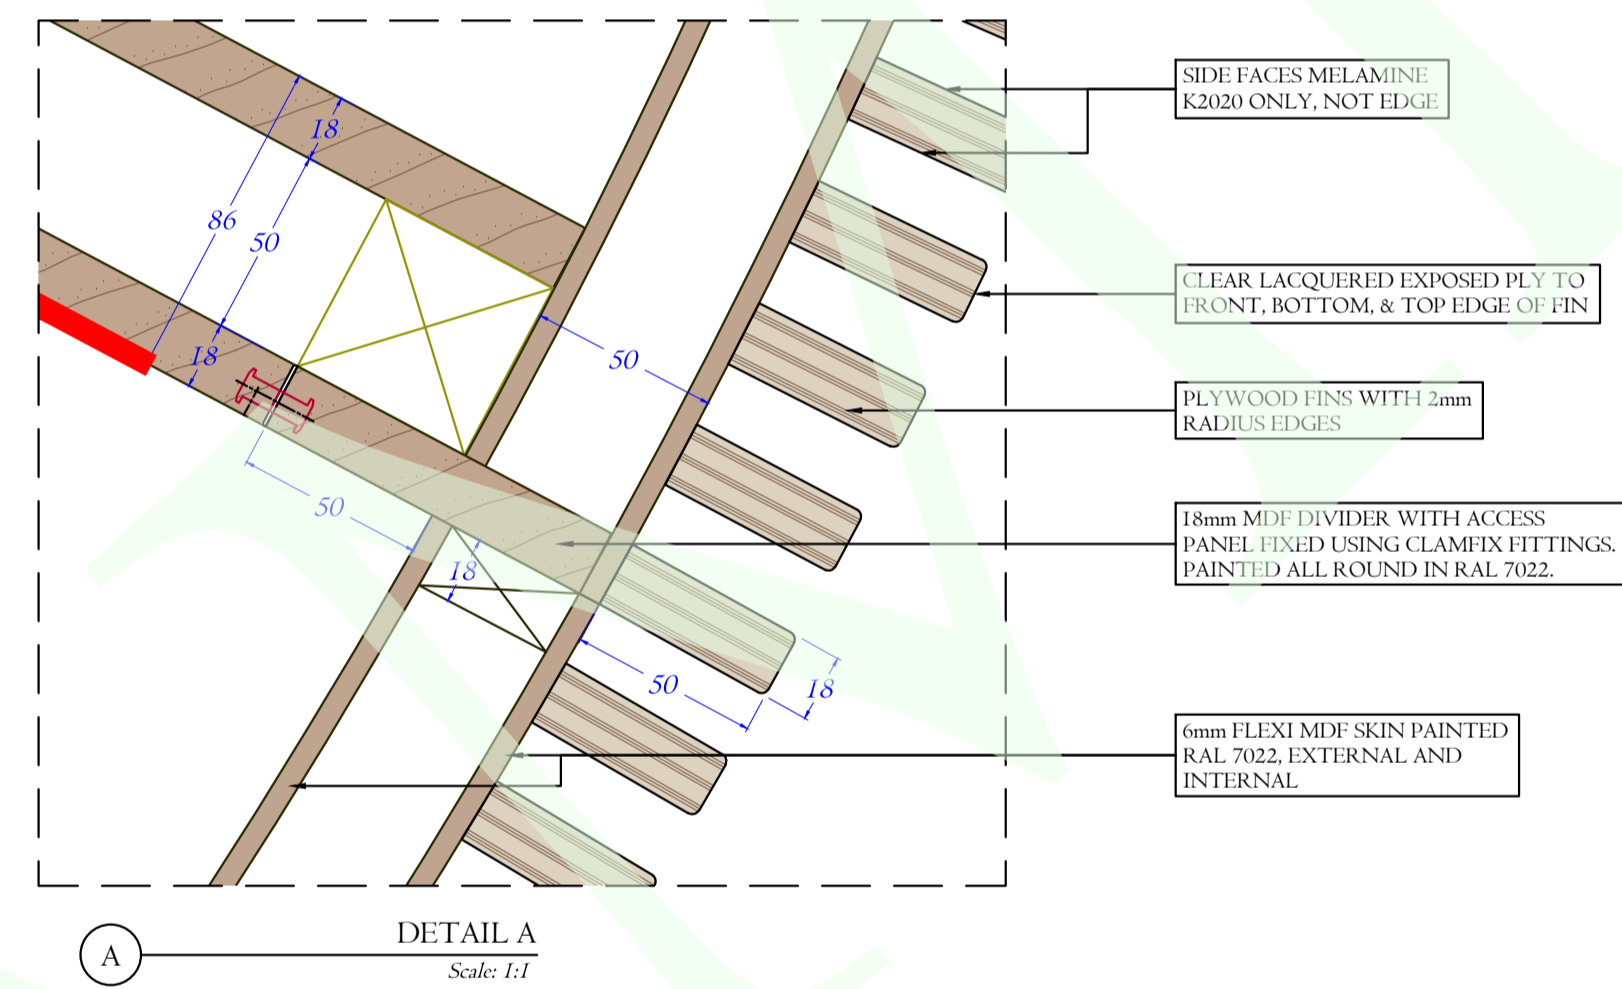 SIDE FACES MELAMINE
K2020 ONLY, NOT EDGE
CLEAR LACQUERED EXPOSED PLY TO
FRONT, BOTTOM, & TOP EDGE OF FIN
PLYWOOD FINS WITH 2mm
RADIUS EDGES
18mm MDF DIVIDER WITH ACCESS
PANEL FIXED USING CLAMFIX FITTINGS.
PAINTED ALL ROUND IN RAL 7022.
6mm FLEXI MDF SKIN PAINTED
RAL 7022, EXTERNAL AND
INTERNAL
18
86
50
18
50
50
18
50
18
A
DETAIL A
Scale: 1:1